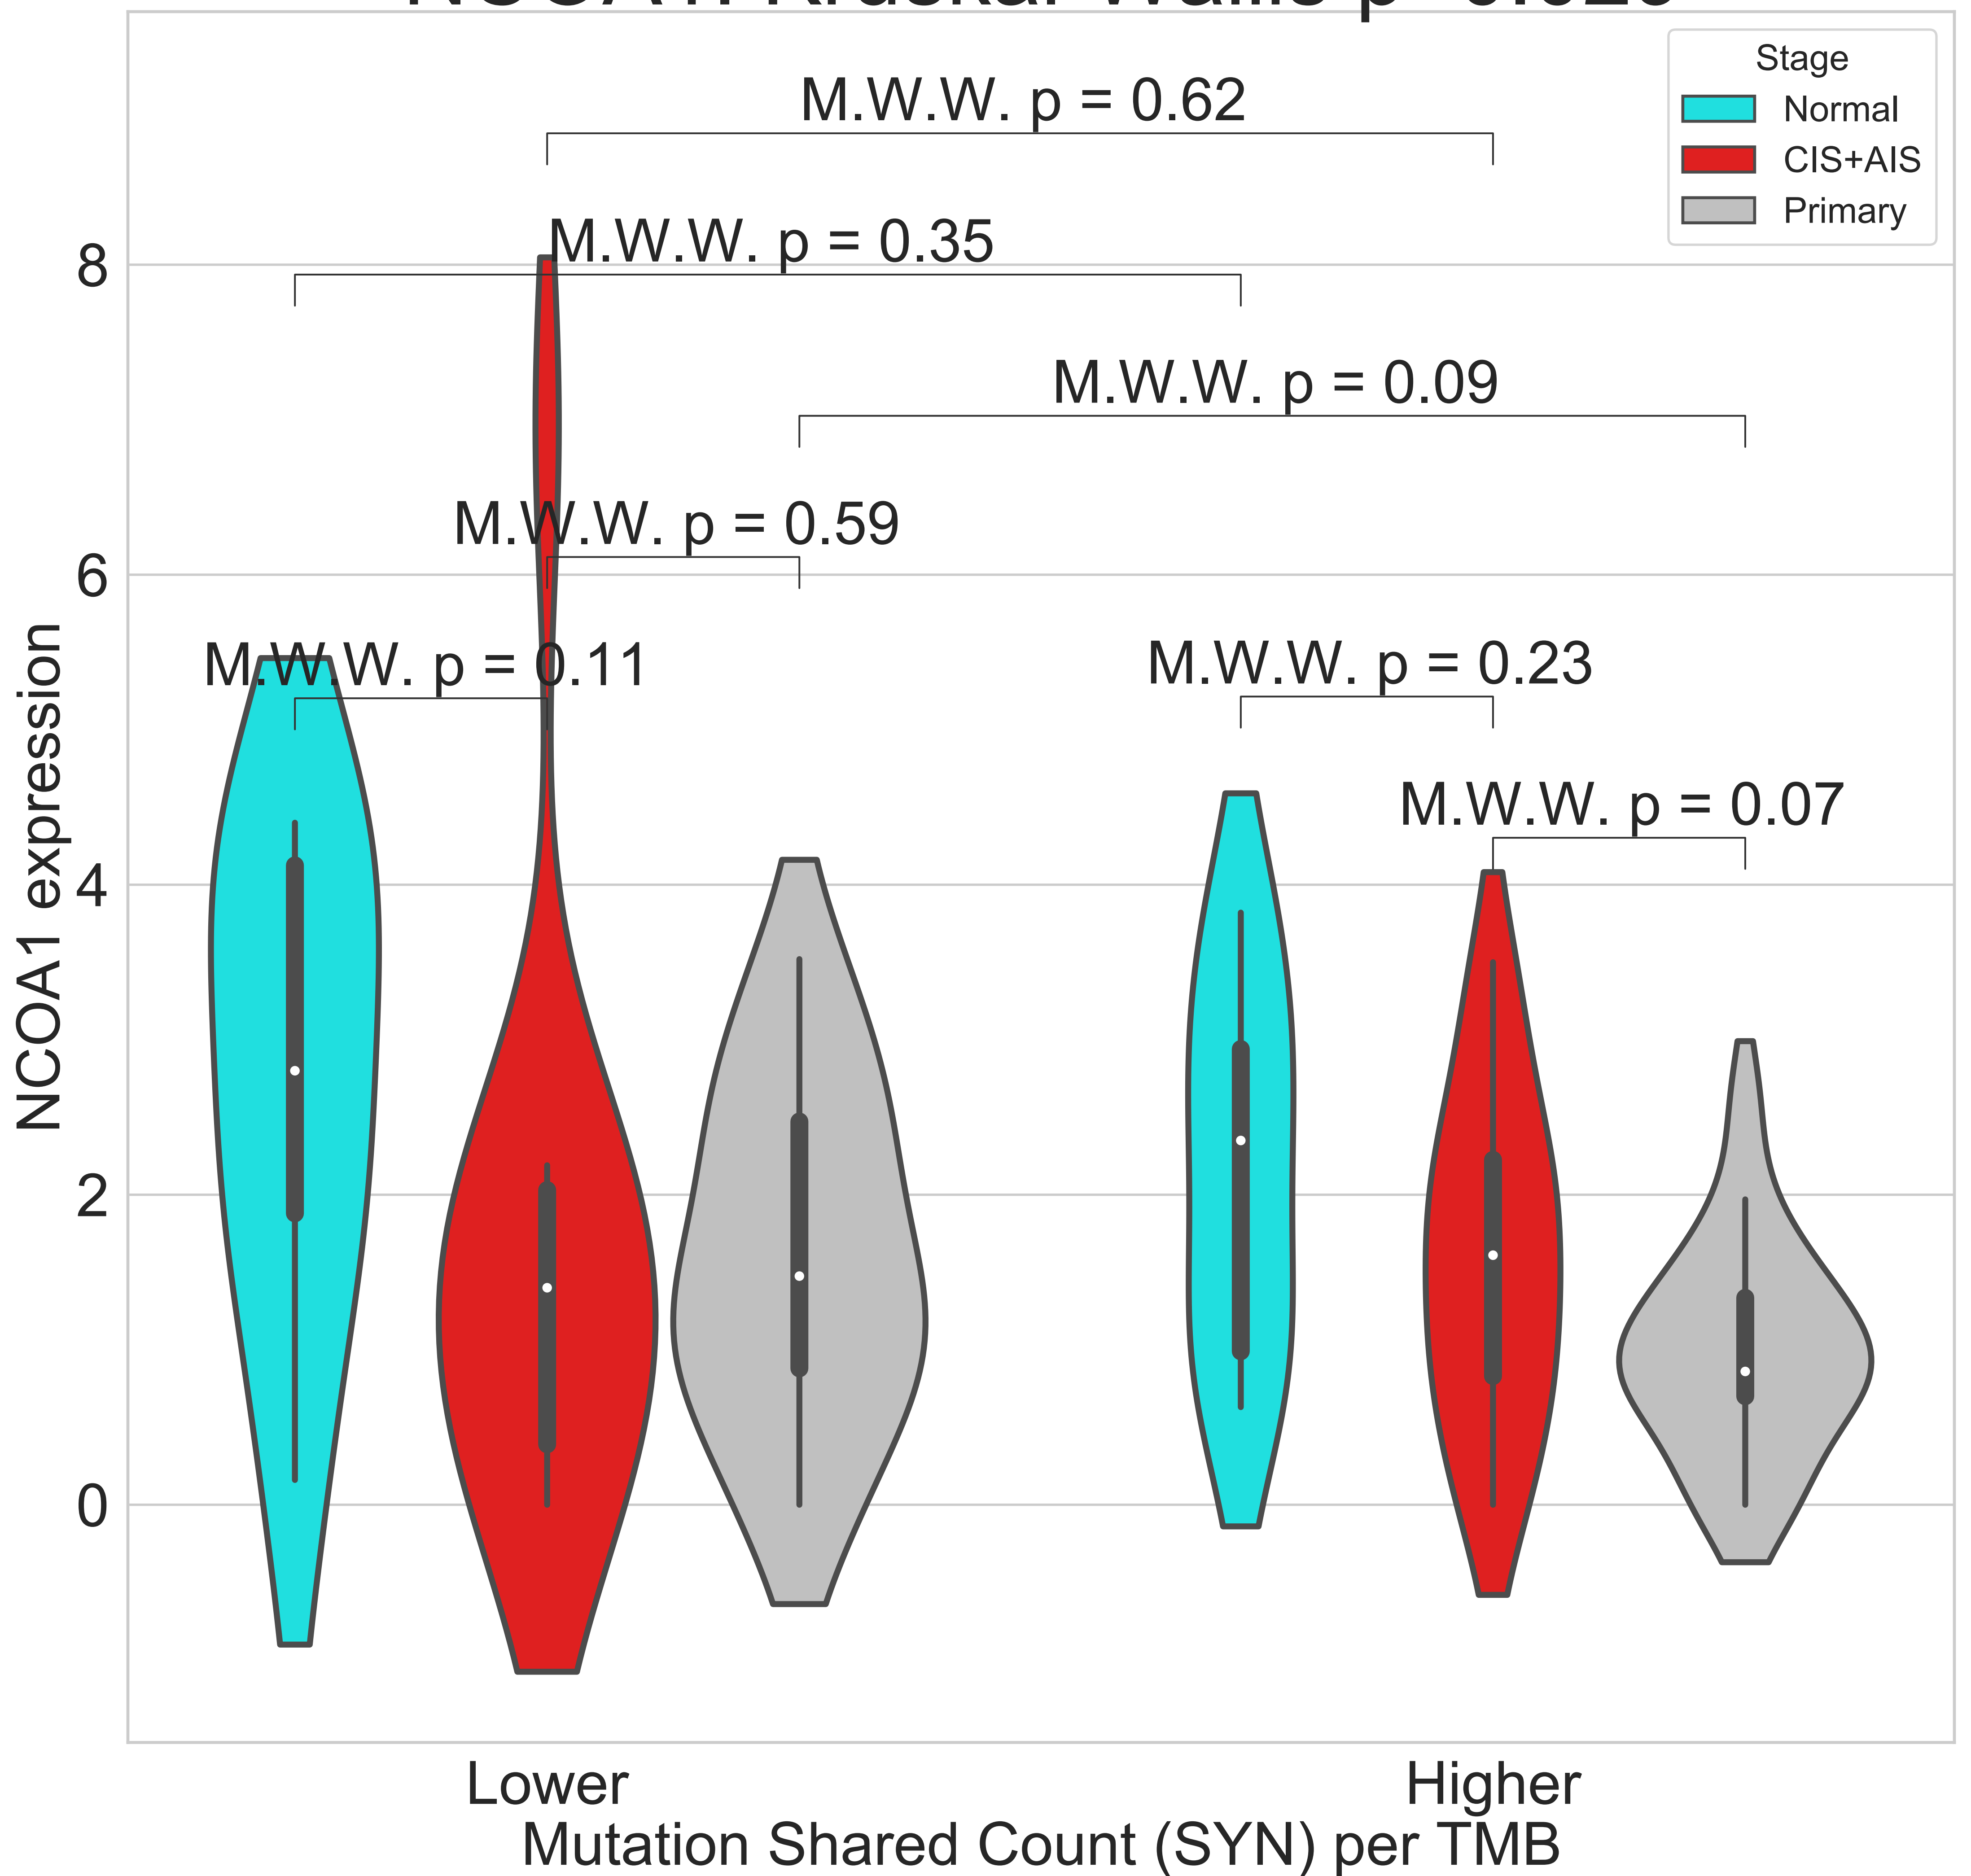 Stage
Normal
CIS+AIS
Primary
M.W.W. p = 0.62
M.W.W. p = 0.35
M.W.W. p = 0.09
M.W.W. p = 0.59
M.W.W. p = 0.11
M.W.W. p = 0.23
M.W.W. p = 0.07
8
6
4
2
0
NCOA1 expression
Lower
Higher
Mutation Shared Count (SYN) per TMB